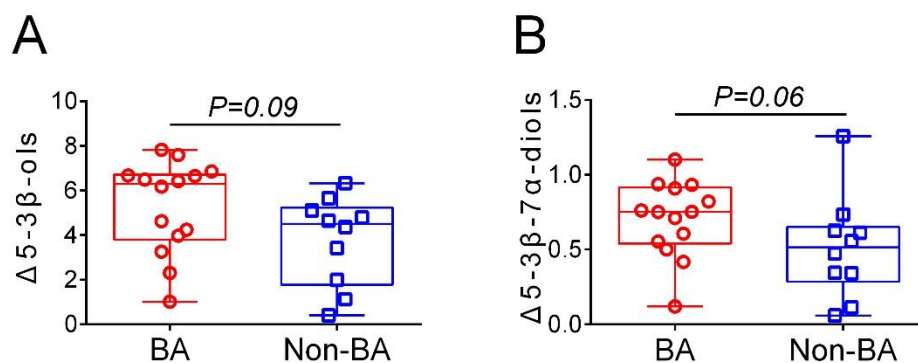 A
Δ5-3β-ols
10
8
6
4
2
0
P=0.09
BA
Non-BA
B
Δ5-3β-7α-diols
1.5
1.0
0.5
0.0
P=0.06
BA
Non-BA